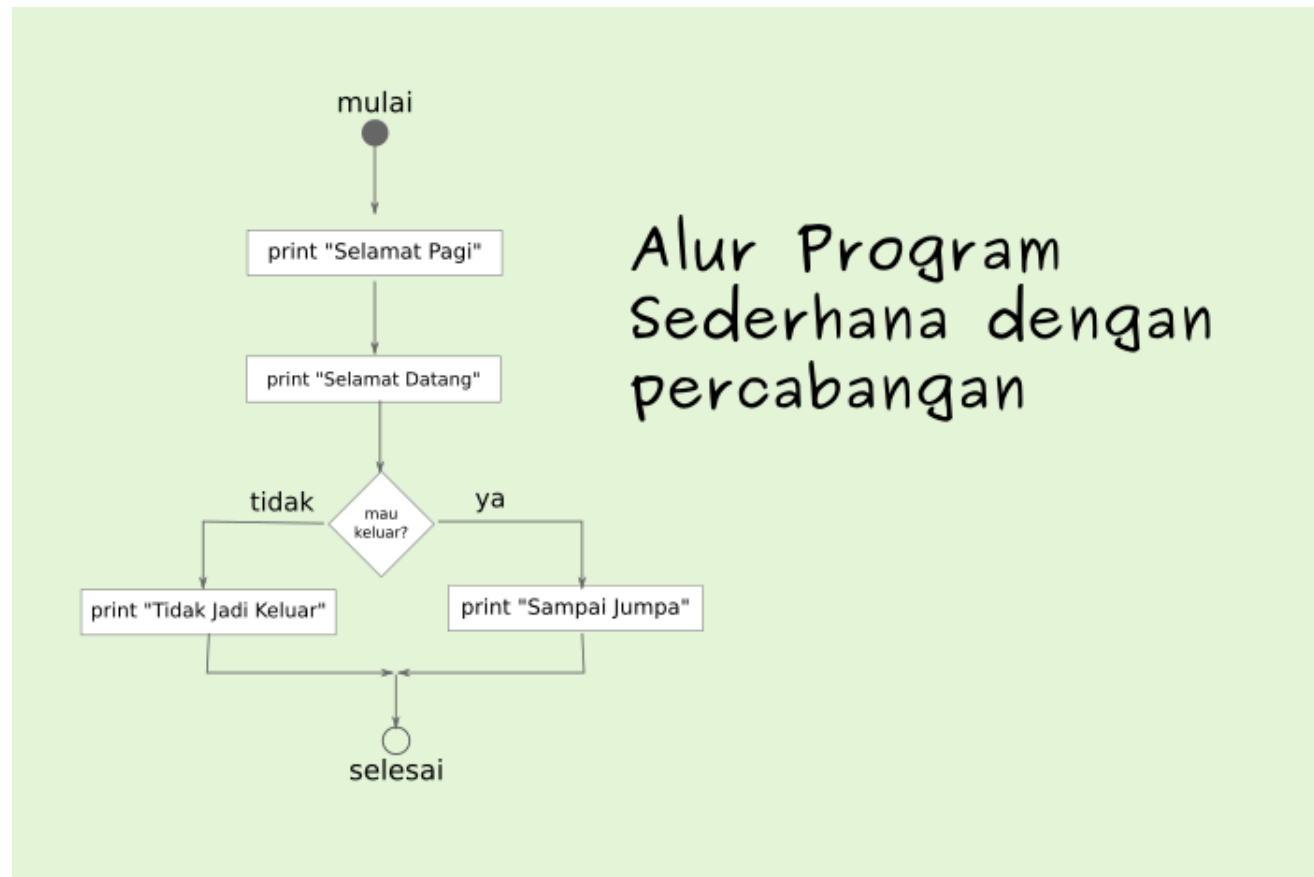 mulai
print "Selamat Pagi"
Alur Program
Sederhana dengan
percabangan
print "Selamat Datang"
tidak
ya
mau
keluar?
print "Tidak Jadi Keluar"
print "Sampai Jumpa"
selesai